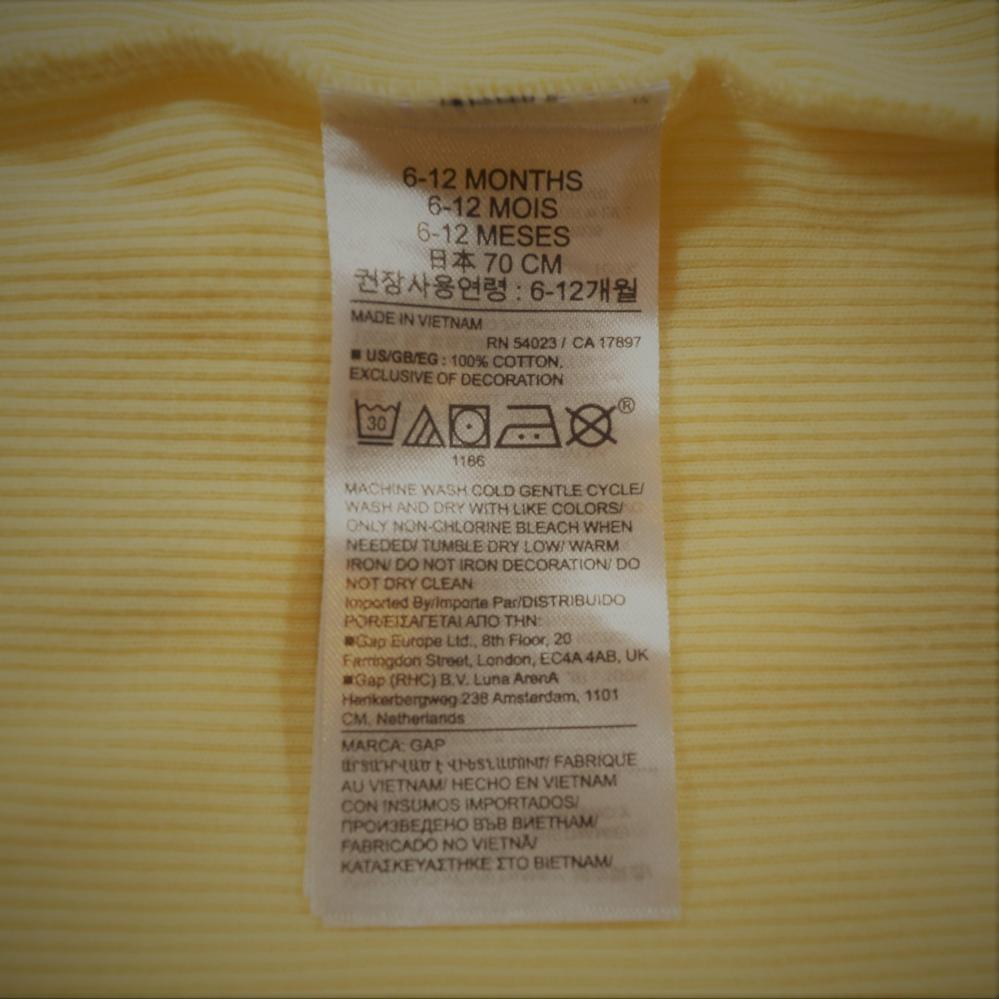 6-12 MONTHS
6-12 MOIS
6-12 MESES
日本 70 CM
권장사용연령 : 6-12개월
MADE IN VIETNAM
RN 54023 / CA 17897
■ US/GB/EG : 100% COTTON,
EXCLUSIVE OF DECORATION
30
®
1166
MACHINE WASH COLD GENTLE CYCLE/
WASH AND DRY WITH LIKE COLORS/
ONLY NON-CHLORINE BLEACH WHEN
NEEDED/ TUMBLE DRY LOW/ WARM
IRON/ DO NOT IRON DECORATION/ DO
NOT DRY CLEAN
Imported By/Importe Par/DISTRIBUIDO
POR/ΕΙΣΑΓΕΤΑΙ ΑΠΟ ΤΗΝ:
■Gap Europe Ltd., 8th Floor, 20
Farringdon Street, London, EC4A 4AB, UK
■Gap (RHC) B.V. Luna ArenA
Herikerbergweg 238 Amsterdam, 1101
CM, Netherlands
MARCA: GAP
FABRIQUE
AU VIETNAM/ HECHO EN VIETNAM
CON INSUMOS IMPORTADOS/
ПРОИЗВЕДЕНО ВЪВ ВИЕТНАМ/
FABRICADO NO VIETNÃ/
ΚΑΤΑΣΚΕΥΑΣΤΗΚΕ ΣΤΟ ΒΙΕΤΝΑΜ/